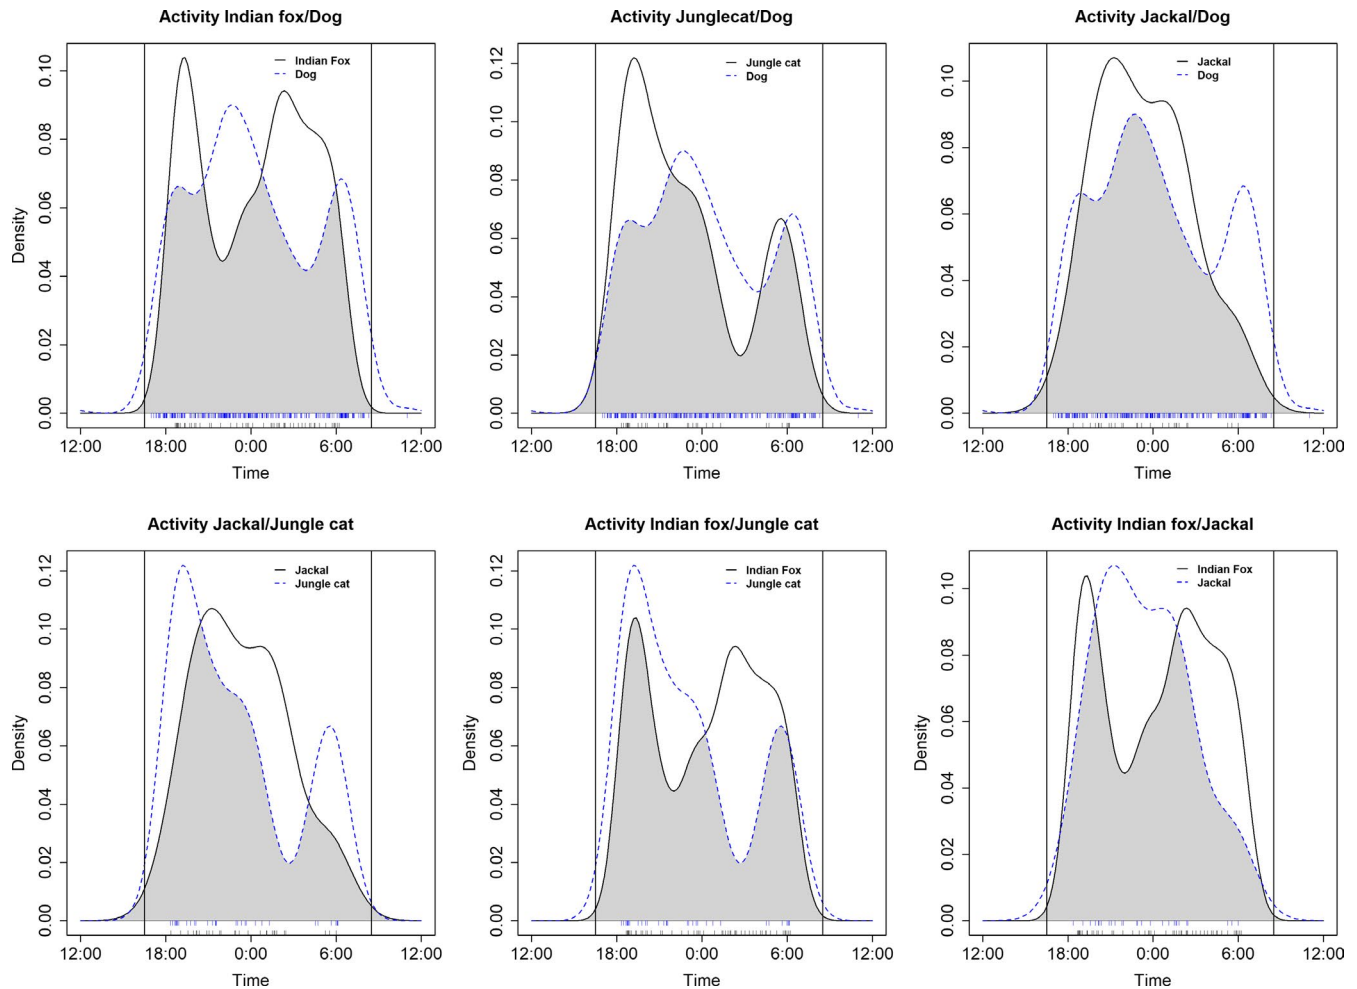 Activity Indian fox/Dog
Indian Fox
Dog
Density
0.00 0.02 0.04 0.06 0.08 0.10
12:00 18:00 0:00 6:00 12:00
Time
Activity Junglecat/Dog
Jungle cat
Dog
0.00 0.02 0.04 0.06 0.08 0.10 0.12
12:00 18:00 0:00 6:00 12:00
Time
Activity Jackal/Dog
Jackal
Dog
0.00 0.02 0.04 0.06 0.08 0.10
12:00 18:00 0:00 6:00 12:00
Time
Activity Jackal/Jungle cat
Jackal
Jungle cat
Density
0.00 0.02 0.04 0.06 0.08 0.10 0.12
12:00 18:00 0:00 6:00 12:00
Time
Activity Indian fox/Jungle cat
Indian Fox
Jungle cat
Density
0.00 0.02 0.04 0.06 0.08 0.10 0.12
12:00 18:00 0:00 6:00 12:00
Time
Activity Indian fox/Jackal
Indian Fox
Jackal
Density
0.00 0.02 0.04 0.06 0.08 0.10
12:00 18:00 0:00 6:00 12:00
Time